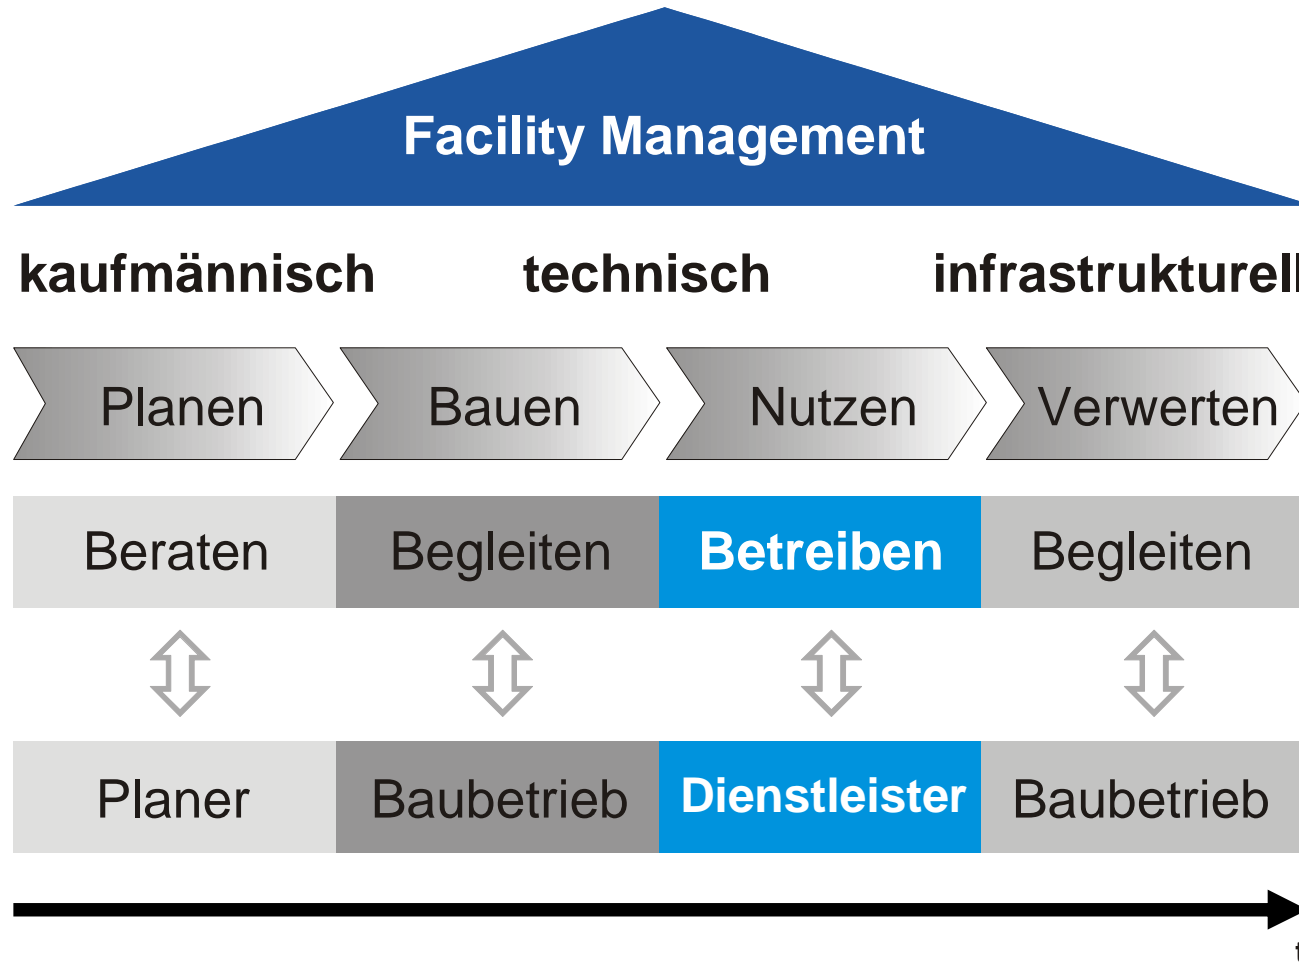 Facility Management
kaufmännisch technisch infrastrukturell
Planen Bauen Nutzen Verwerten
Beraten Begleiten Betreiben Begleiten
Planer Baubetrieb Dienstleister Baubetrieb
t